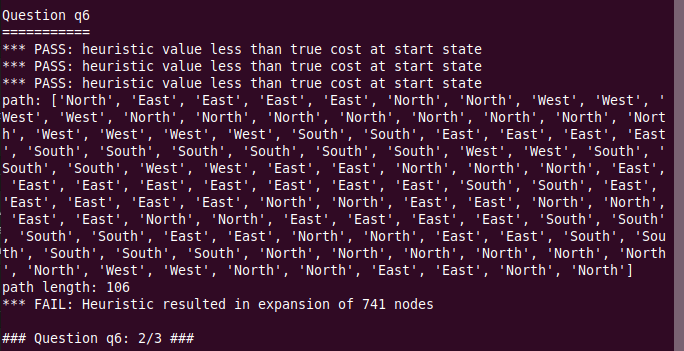 Question q6
===========
*** PASS: heuristic value less than true cost at start state
*** PASS: heuristic value less than true cost at start state
*** PASS: heuristic value less than true cost at start state
path: ['North', 'East', 'East', 'East', 'East', 'North', 'North', 'West', 'West', '
West', 'West', 'North', 'North', 'North', 'North', 'North', 'North', 'North', 'Nort
h', 'West', 'West', 'West', 'West', 'South', 'South', 'East', 'East', 'East', 'East
', 'South', 'South', 'South', 'South', 'South', 'South', 'West', 'West', 'South', '
South', 'South', 'West', 'West', 'East', 'East', 'North', 'North', 'North', 'East',
 'East', 'East', 'East', 'East', 'East', 'East', 'East', 'South', 'South', 'East',
'East', 'East', 'East', 'East', 'North', 'North', 'East', 'East', 'North', 'North',
 'East', 'East', 'North', 'North', 'East', 'East', 'East', 'East', 'South', 'South'
, 'South', 'South', 'East', 'East', 'North', 'North', 'East', 'East', 'South', 'Sou
th', 'South', 'South', 'South', 'North', 'North', 'North', 'North', 'North', 'North
', 'North', 'West', 'West', 'North', 'North', 'East', 'East', 'North', 'North']
path length: 106
*** FAIL: Heuristic resulted in expansion of 741 nodes
### Question q6: 2/3 ###